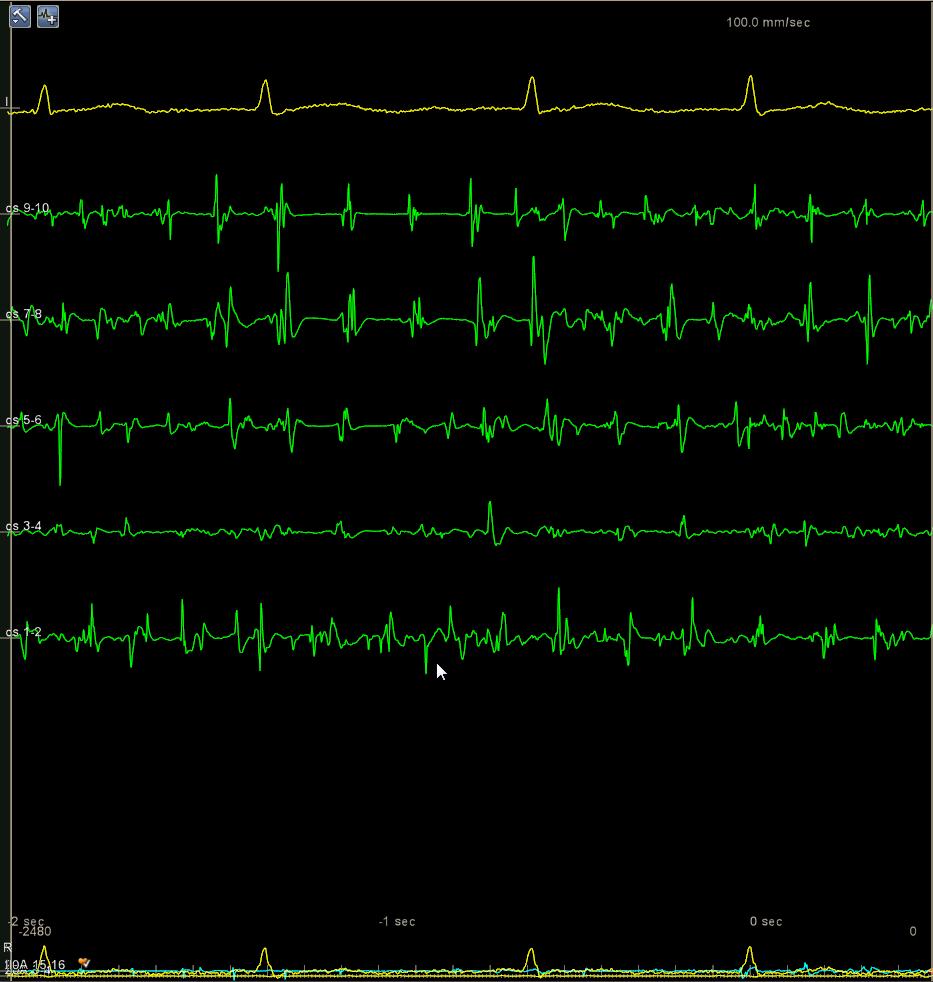 100.0 mm/sec
I
cs 9-10
cs 7-8
cs 5-6
cs 3-4
cs 1-2
-2 sec -1 sec 0 sec
-2480 0
R